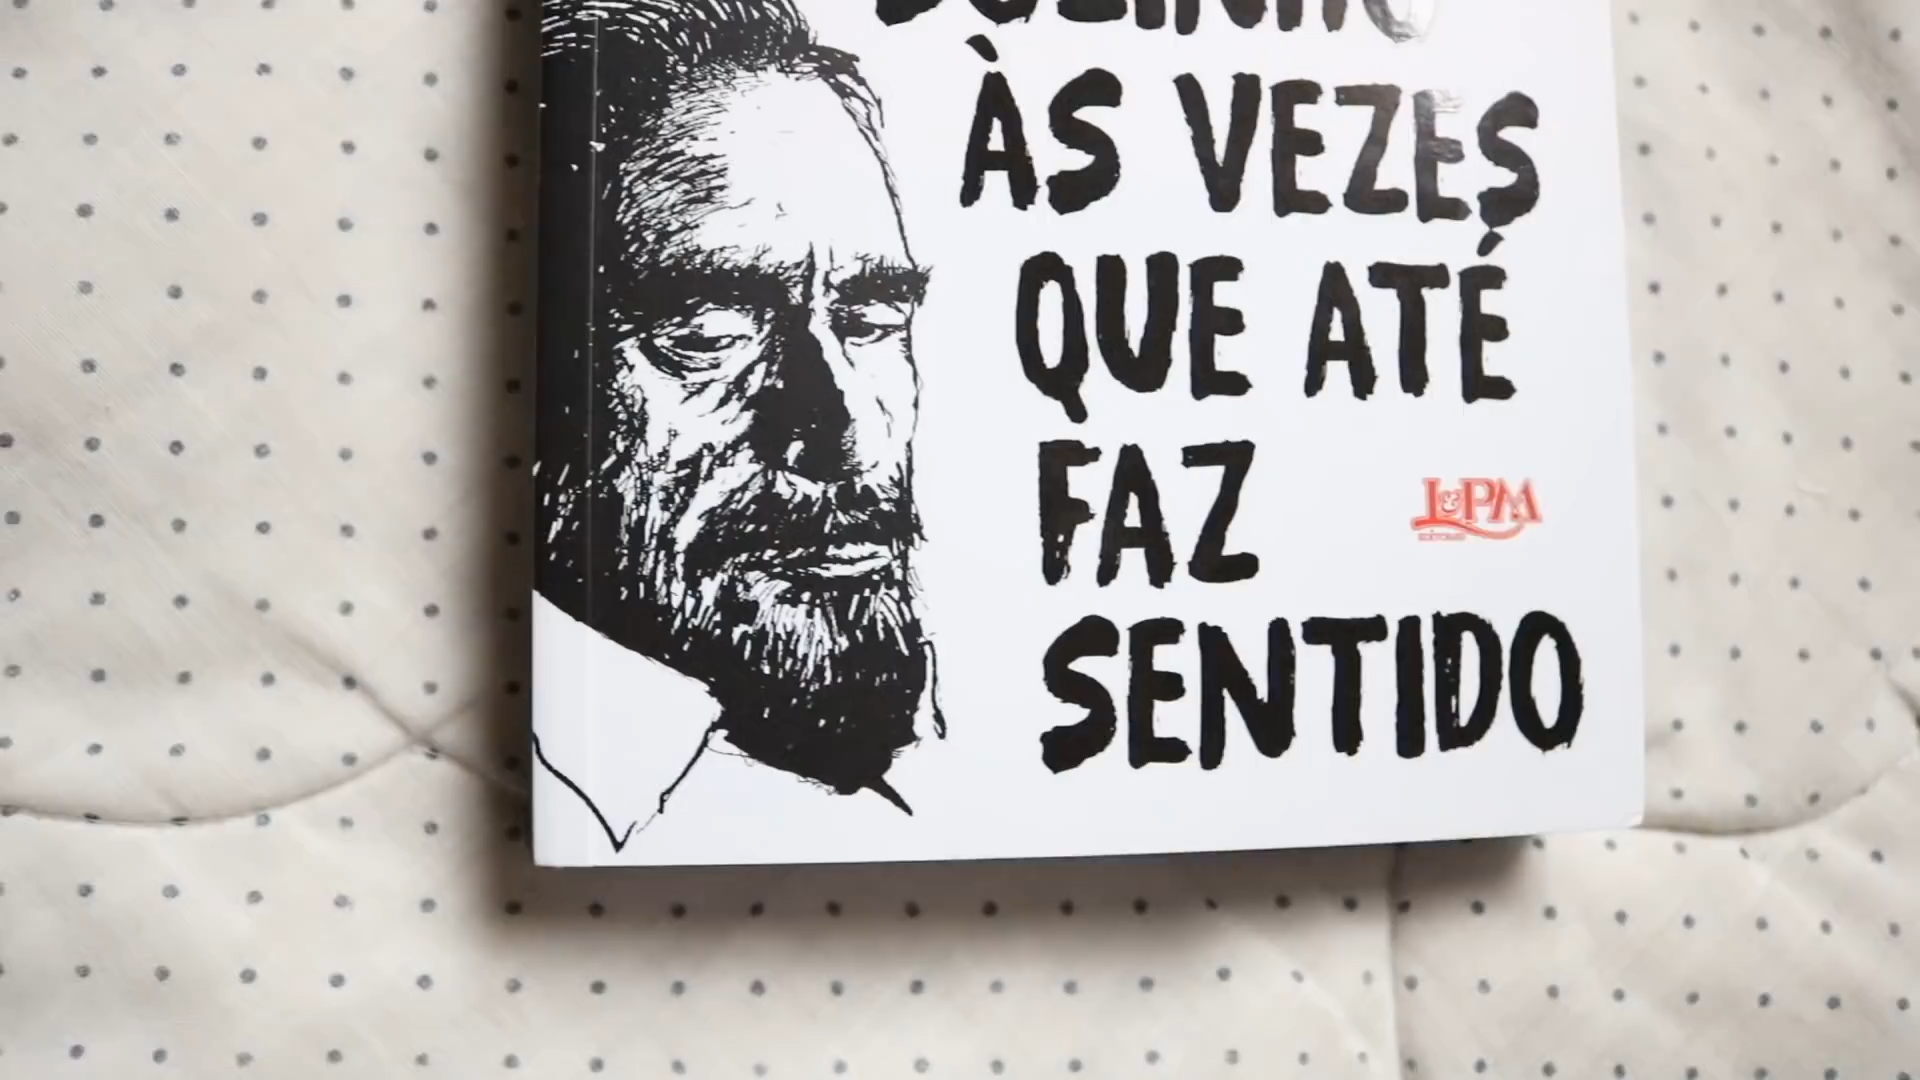 ÀS VEZES
QUE ATÉ
FAZ
L&PM
SENTIDO